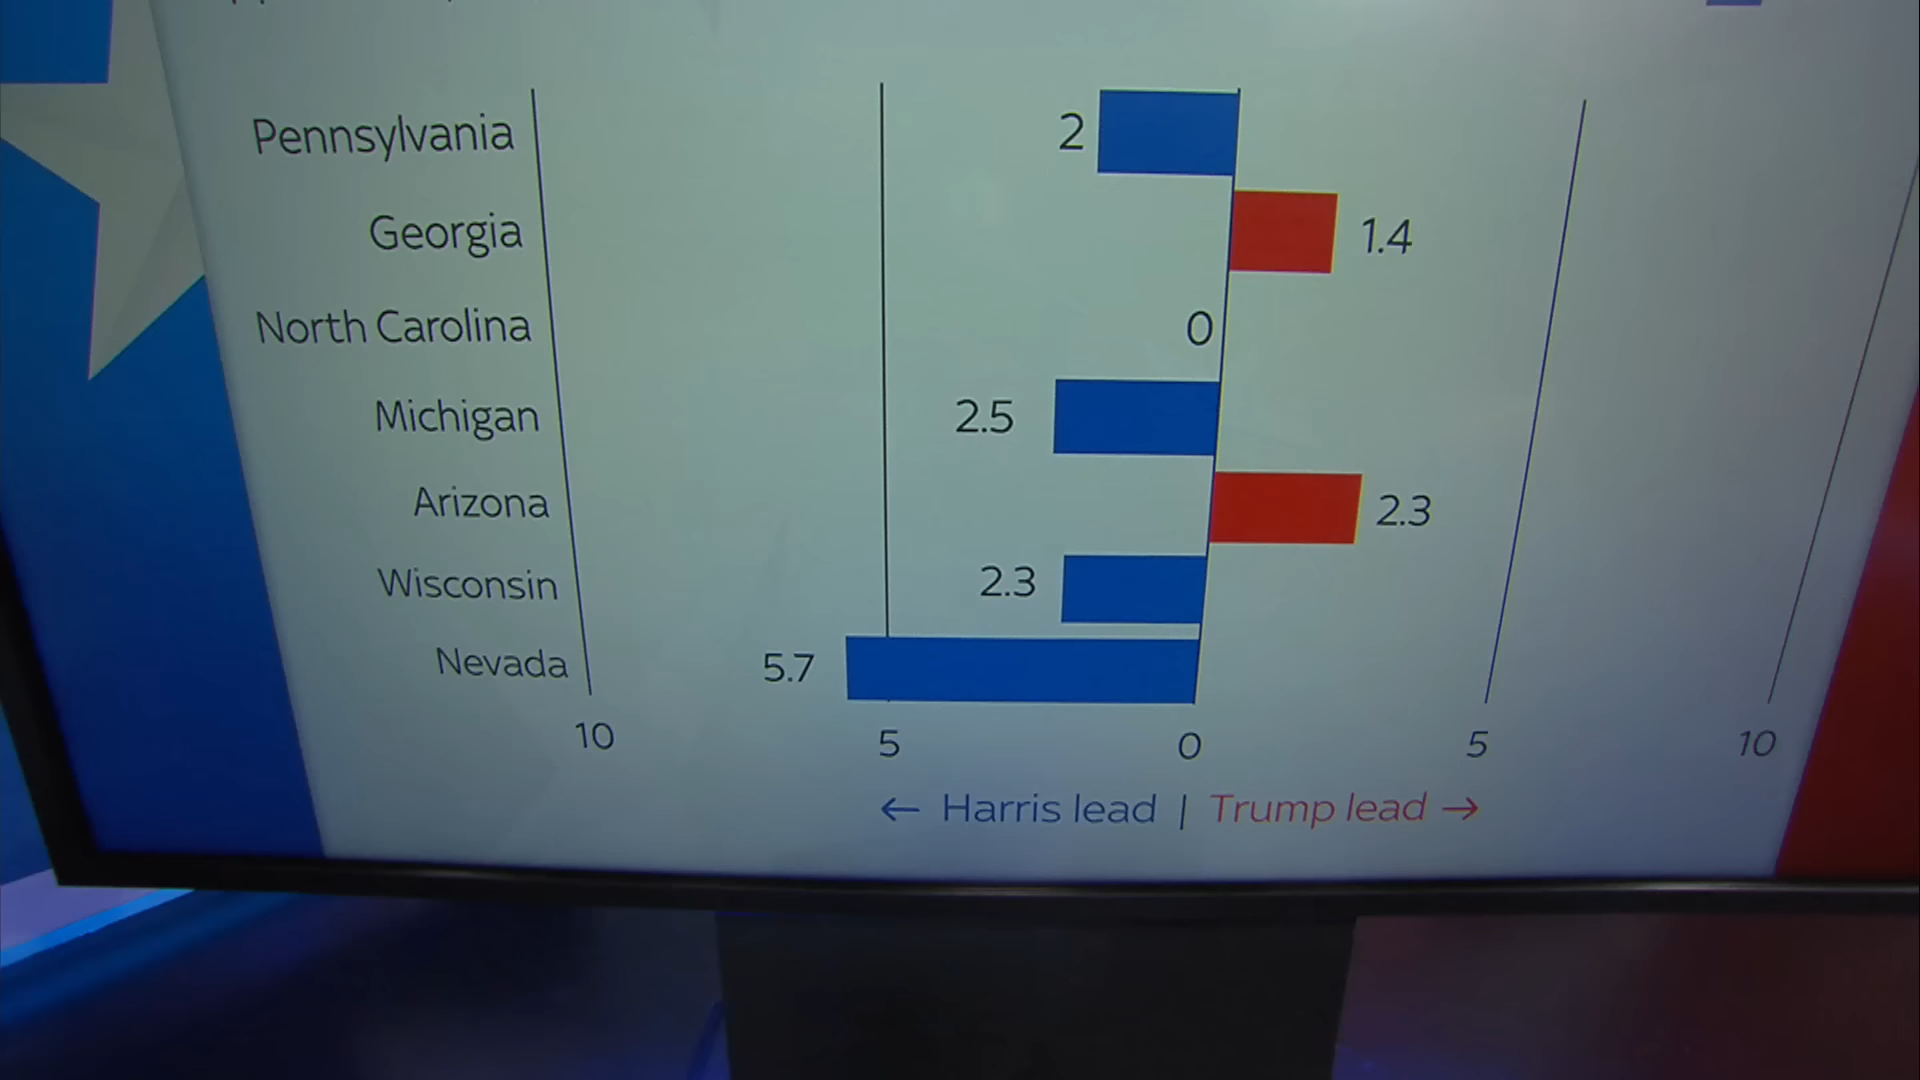 Pennsylvania 2
Georgia 1.4
North Carolina 0
Michigan 2.5
Arizona 2.3
Wisconsin 2.3
Nevada 5.7
10 5 0 5 10
← Harris lead | Trump lead →